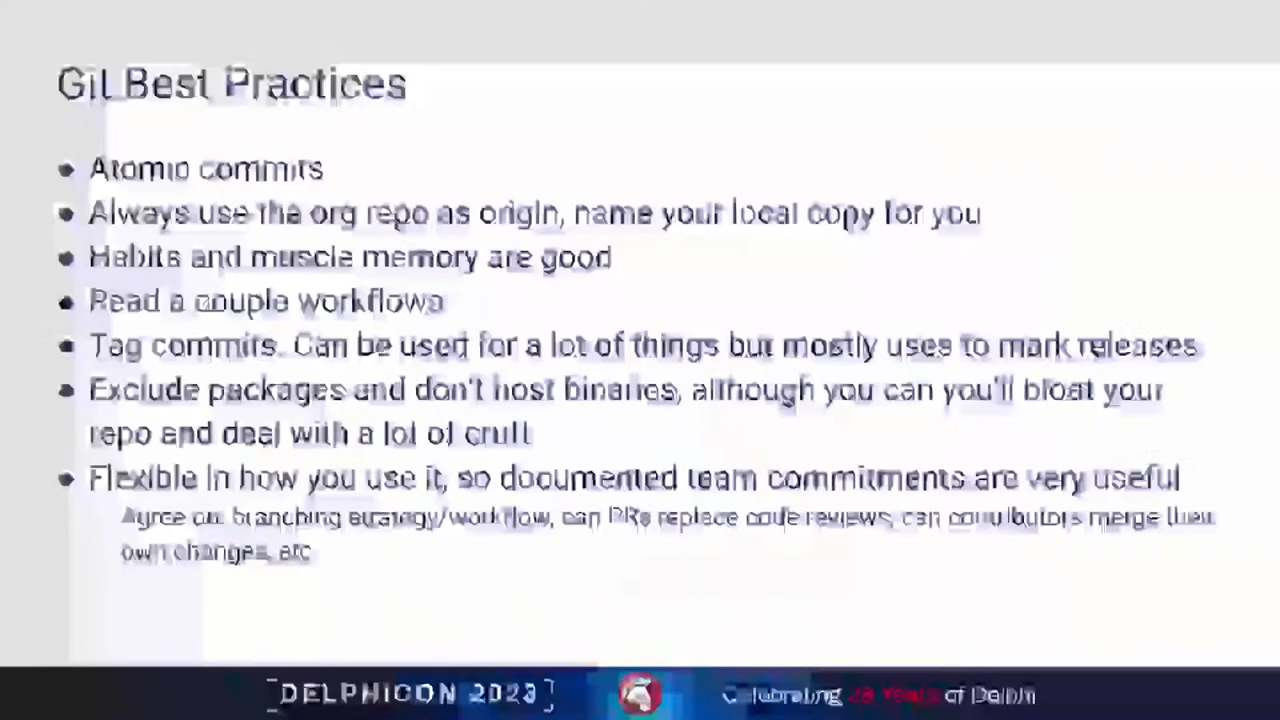 Git Best Practices
• Atomic commits
• Always use the org repo as origin, name your local copy for you
• Habits and muscle memory are good
• Read a couple workflows
• Tag commits. Can be used for a lot of things but mostly uses to mark releases
• Exclude packages and don't host binaries, although you can you'll bloat your
repo and deal with a lot of cruft
• Flexible in how you use it, so documented team commitments are very useful
Agree on branching strategy/workflow, can PRs replace code reviews, can contributors merge their
own changes, etc
[DELPHICON 2023]
Celebrating 28 Years of Delphi